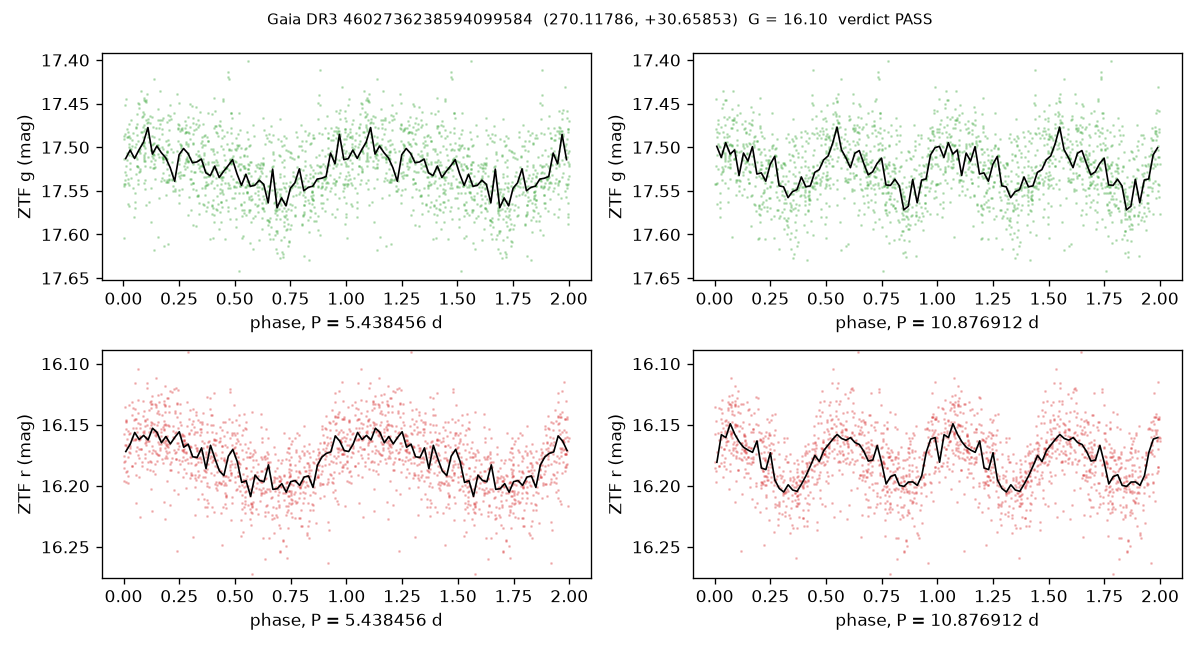 Gaia DR3 4602736238594099584 (270.11786, +30.65853) G = 16.10 verdict PASS
ZTF g (mag)
17.40
17.45
17.50
17.55
17.60
17.65
0.00 0.25 0.50 0.75 1.00 1.25 1.50 1.75 2.00
phase, P = 5.438456 d
ZTF g (mag)
17.40
17.45
17.50
17.55
17.60
17.65
0.00 0.25 0.50 0.75 1.00 1.25 1.50 1.75 2.00
phase, P = 10.876912 d
ZTF r (mag)
16.10
16.15
16.20
16.25
0.00 0.25 0.50 0.75 1.00 1.25 1.50 1.75 2.00
phase, P = 5.438456 d
ZTF r (mag)
16.10
16.15
16.20
16.25
0.00 0.25 0.50 0.75 1.00 1.25 1.50 1.75 2.00
phase, P = 10.876912 d